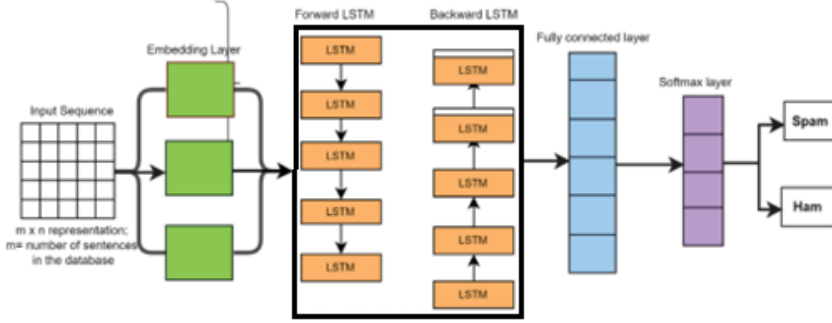 Forward LSTM
Backward LSTM
Embedding Layer
Fully connected layer
Softmax layer
Input Sequence
m x n representation;
m= number of sentences
in the database
LSTM
LSTM
LSTM
LSTM
LSTM
LSTM
LSTM
LSTM
LSTM
LSTM
Spam
Ham